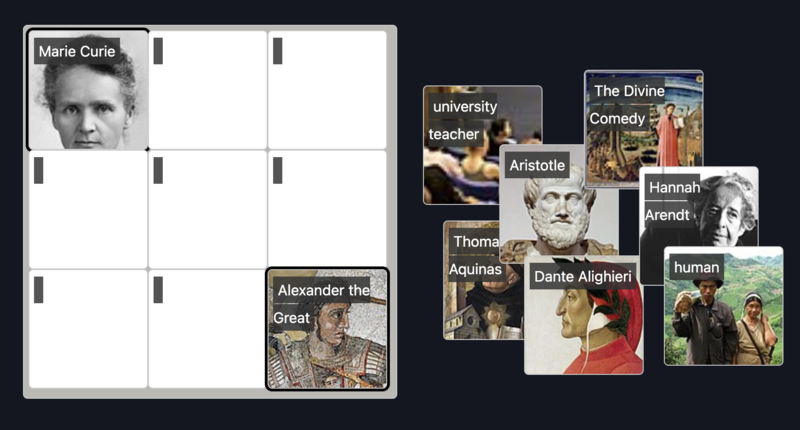 Marie Curie
Alexander the
Great
university
teacher
The Divine
Comedy
Aristotle
Hannah
Arendt
Thoma
Aquinas
Dante Alighieri
human